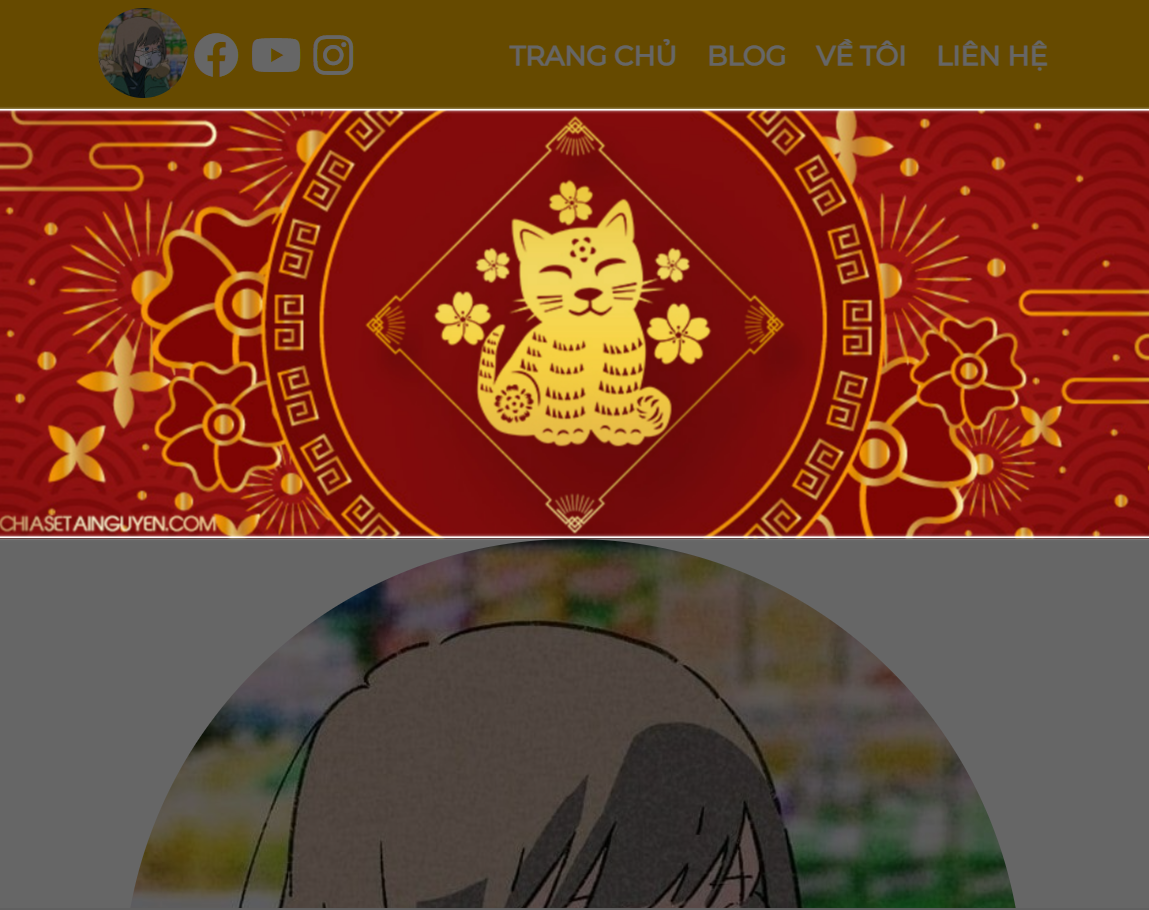 TRANG CHỦ BLOG VỀ TÔI LIÊN HỆ
CHIASETAINGUYEN.COM